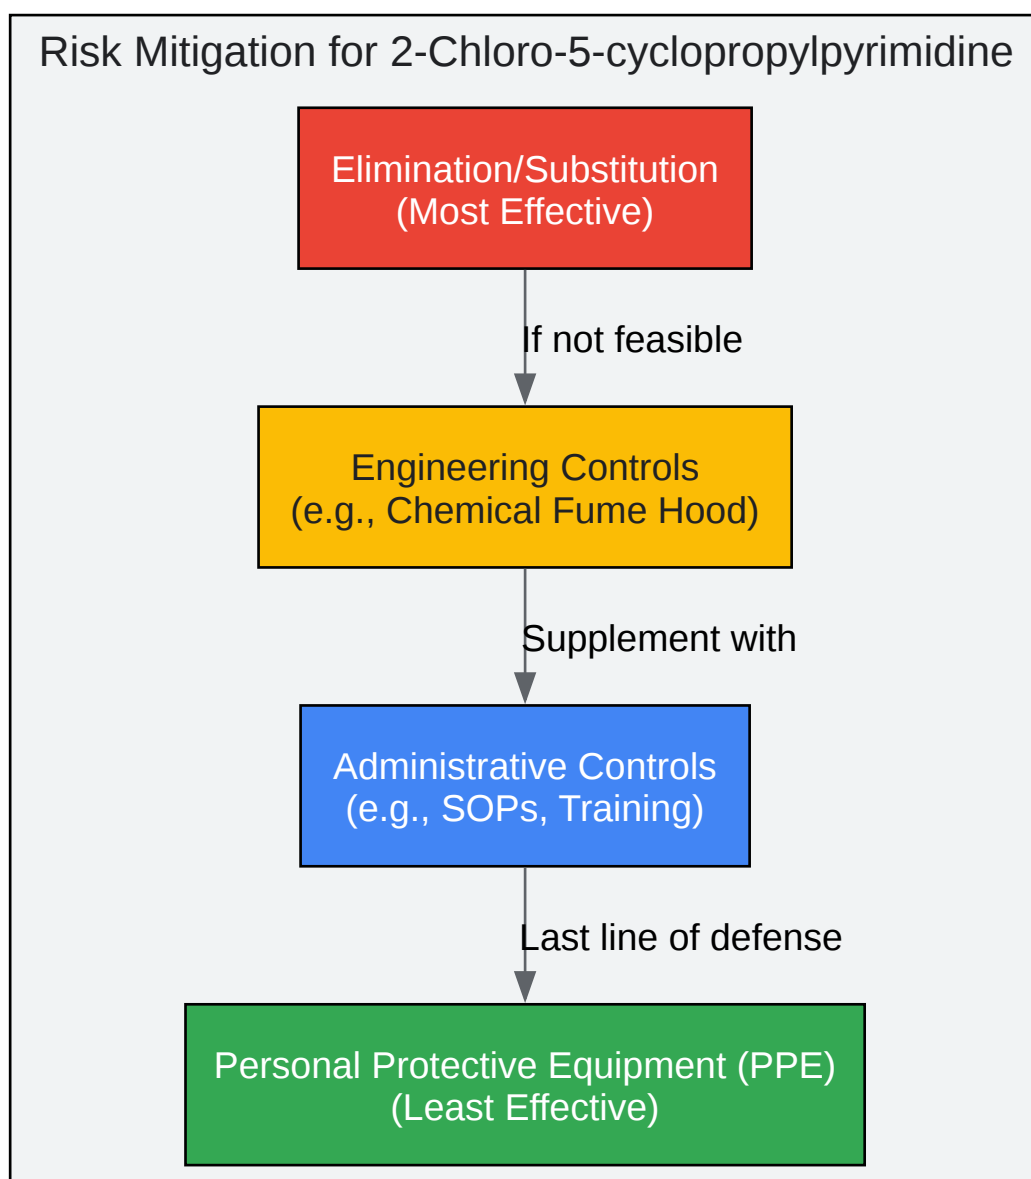 Risk Mitigation for 2-Chloro-5-cyclopropylpyrimidine
Elimination/Substitution
(Most Effective)
If not feasible
Engineering Controls
(e.g., Chemical Fume Hood)
Supplement with
Administrative Controls
(e.g., SOPs, Training)
Last line of defense
Personal Protective Equipment (PPE)
(Least Effective)